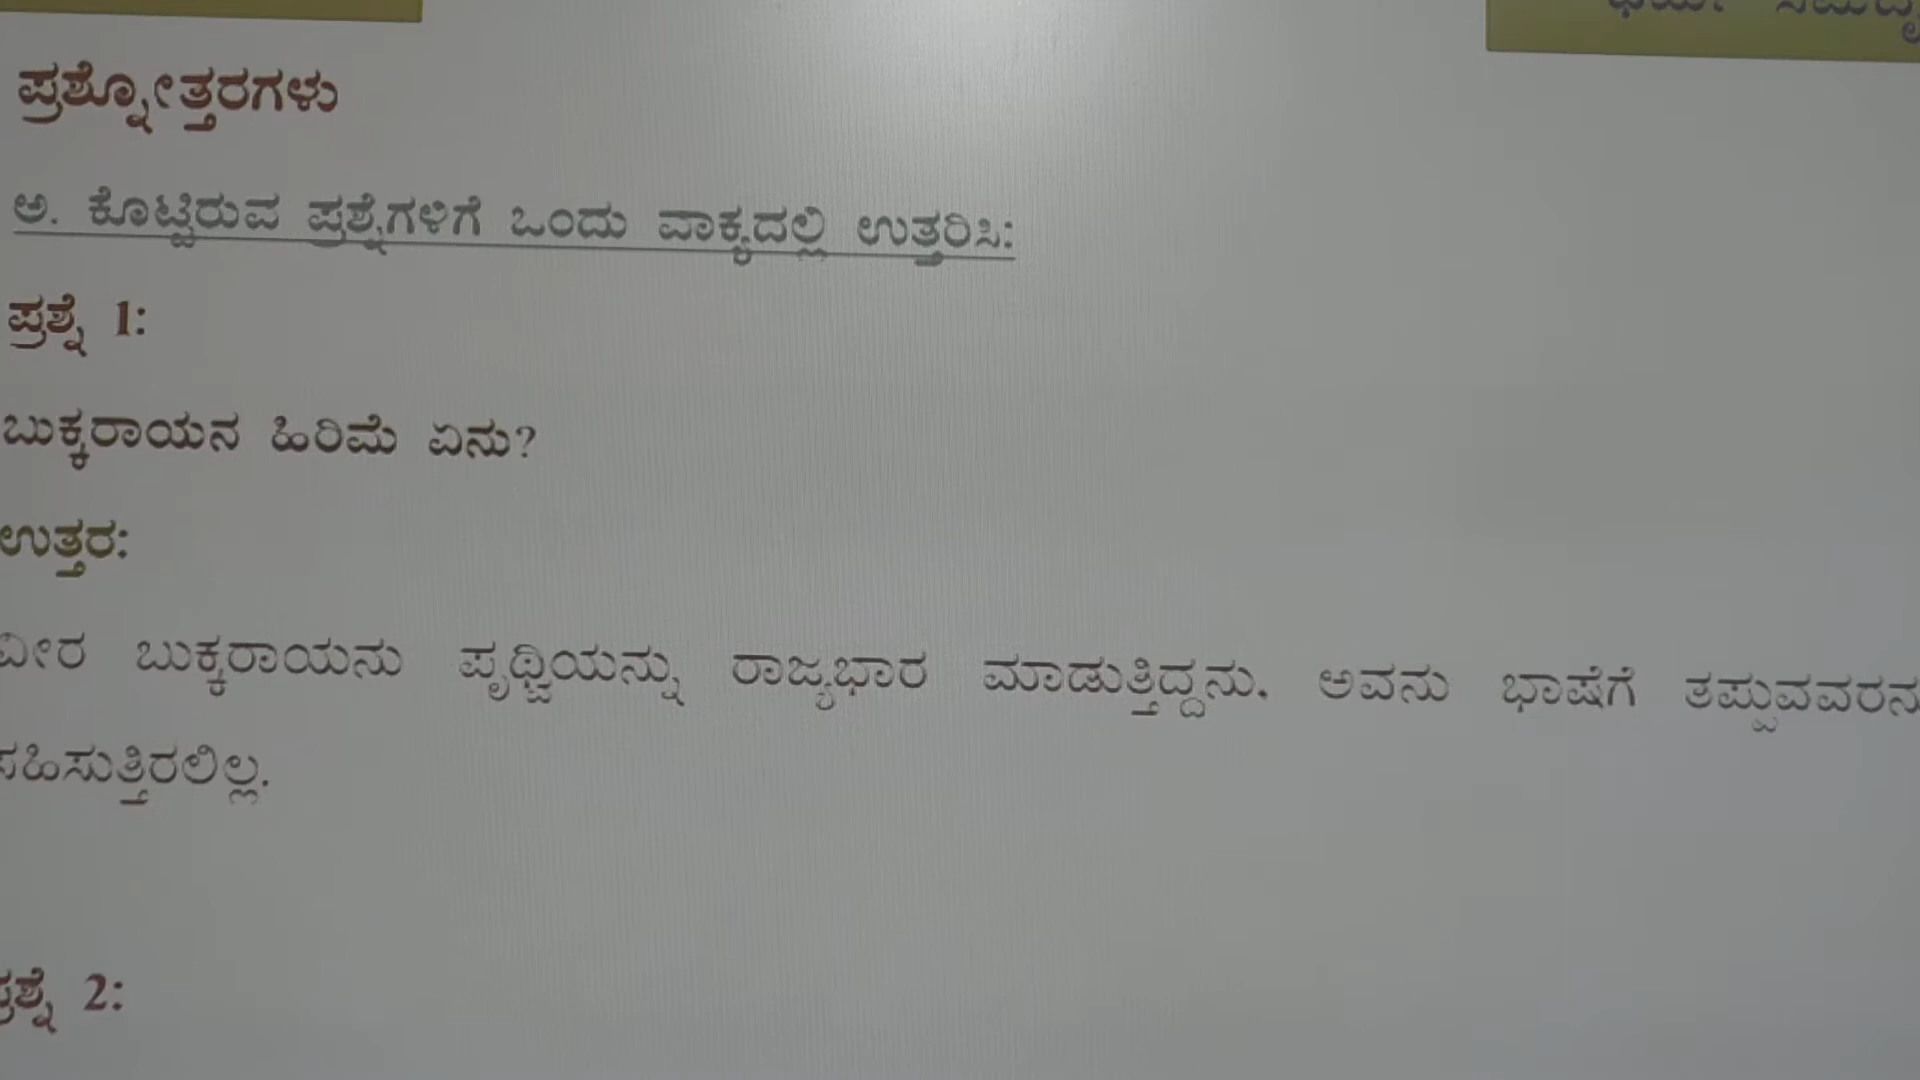 ಪ್ರಶ್ನೋತ್ತರಗಳು
ಅ. ಕೊಟ್ಟಿರುವ ಪ್ರಶ್ನೆಗಳಿಗೆ ಒಂದು ವಾಕ್ಯದಲ್ಲಿ ಉತ್ತರಿಸಿ:
ಪ್ರಶ್ನೆ 1:
ಬುಕ್ಕರಾಯನ ಹಿರಿಮೆ ಏನು?
ಉತ್ತರ:
ವೀರ ಬುಕ್ಕರಾಯನು ಪೃಥ್ವಿಯನ್ನು ರಾಜ್ಯಭಾರ ಮಾಡುತ್ತಿದ್ದನು. ಅವನು ಭಾಷೆಗೆ ತಪ್ಪುವವರನ
ಸಹಿಸುತ್ತಿರಲಿಲ್ಲ.
ಪ್ರಶ್ನೆ 2: